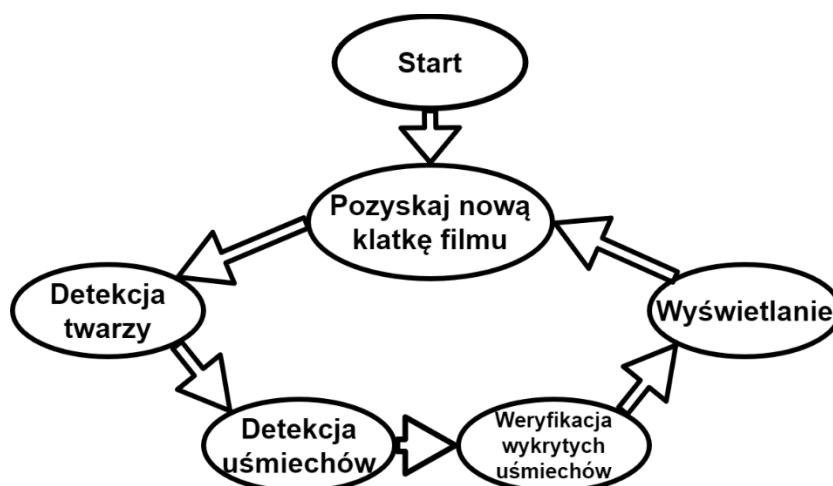 Start
Pozyskaj nową
klatkę filmu
Detekcja
twarzy
Detekcja
uśmiechów
Weryfikacja
wykrytych
uśmiechów
Wyświetlanie